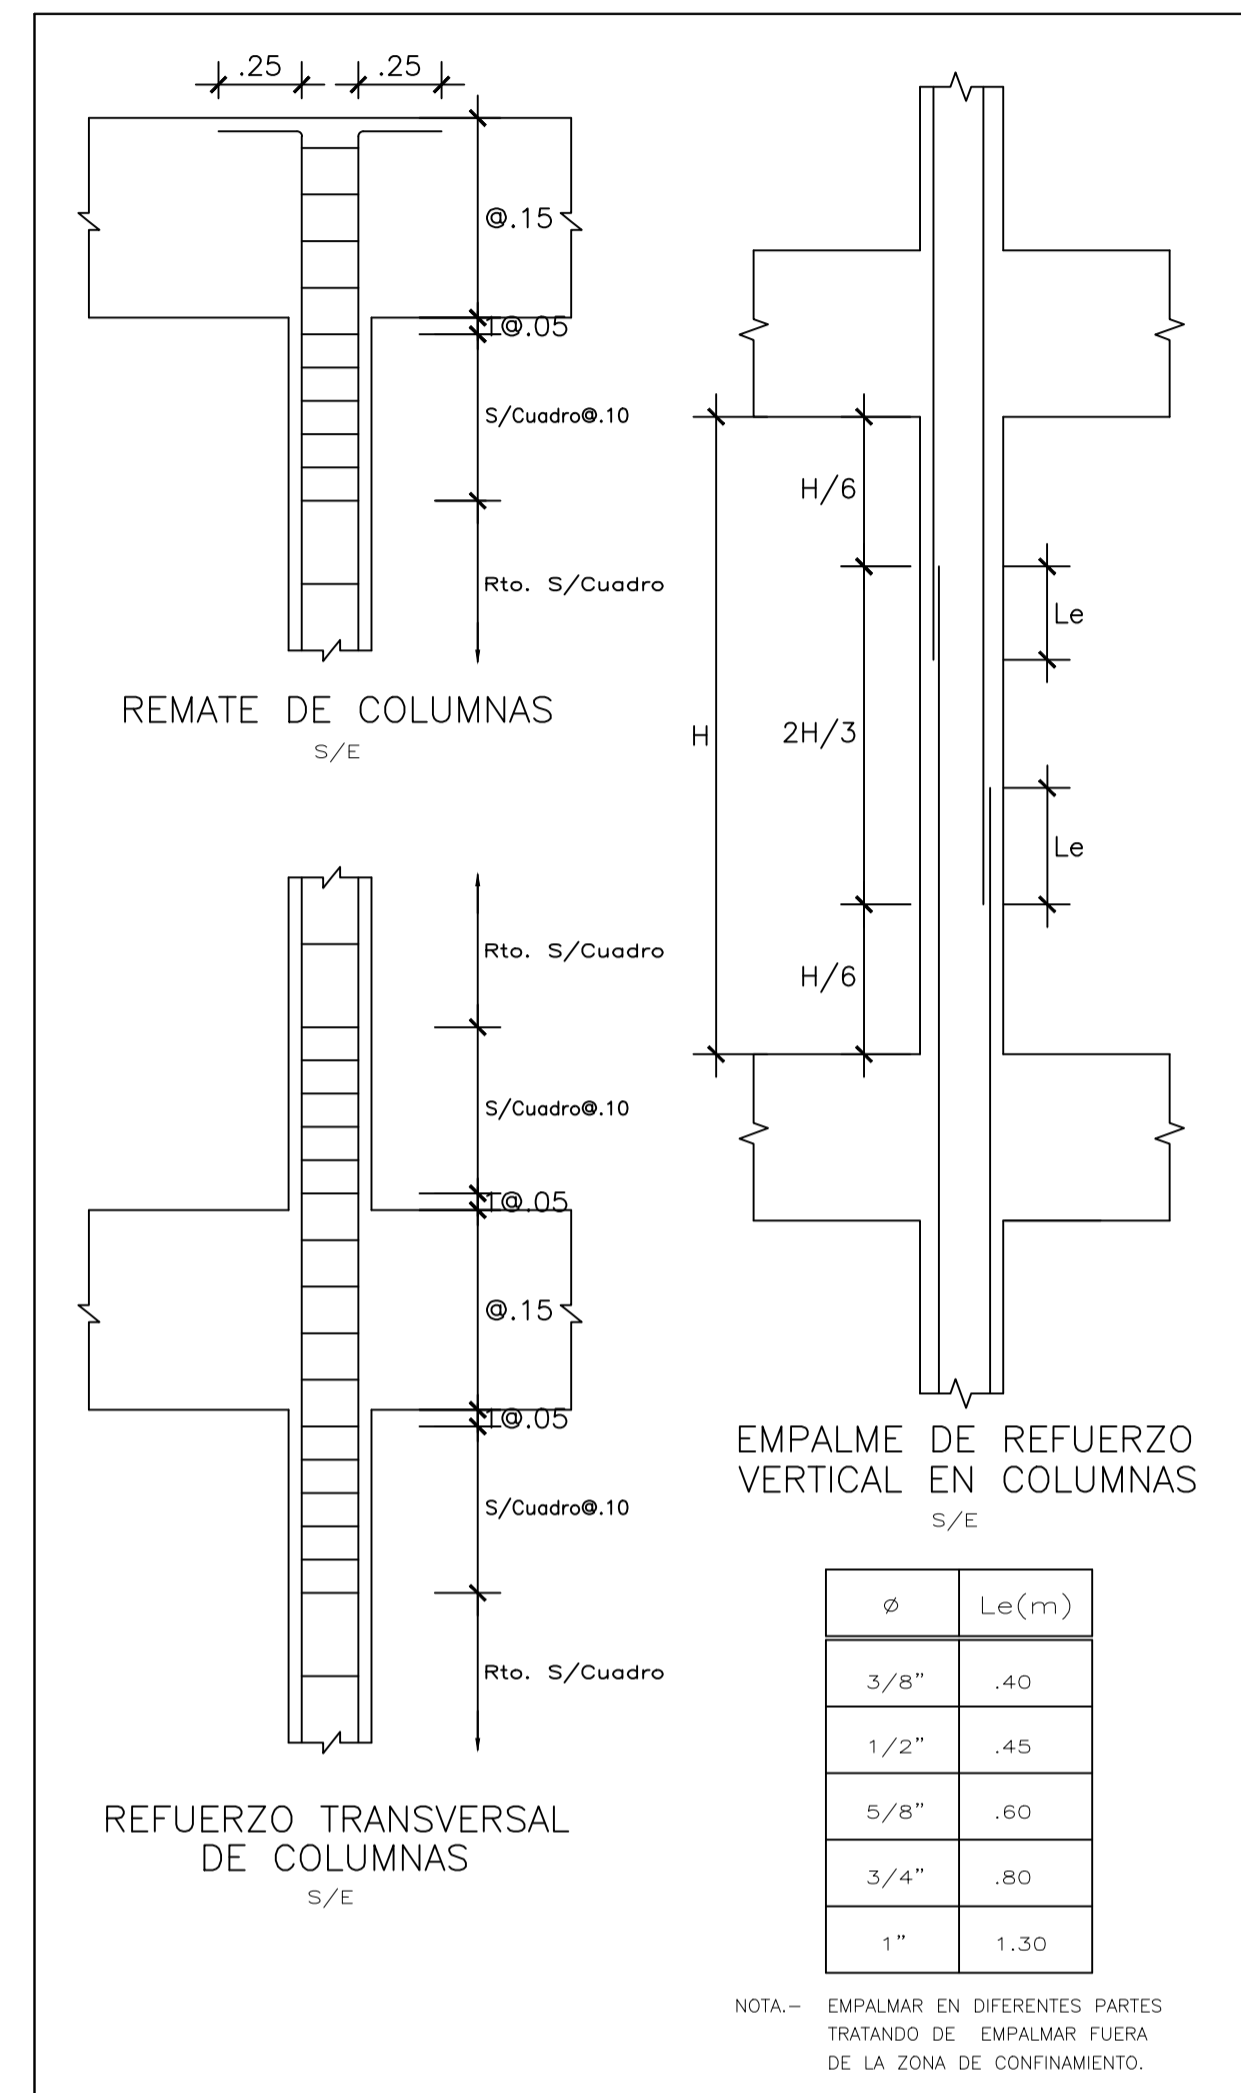 .25 .25
@.15
1@.05
S/Cuadro@.10
Rto. S/Cuadro
REMATE DE COLUMNAS
S/E
Rto. S/Cuadro
S/Cuadro@.10
1@.05
@.15
1@.05
S/Cuadro@.10
Rto. S/Cuadro
REFUERZO TRANSVERSAL
DE COLUMNAS
S/E
H/6
Le
H
2H/3
Le
H/6
EMPALME DE REFUERZO
VERTICAL EN COLUMNAS
S/E
Ø Le(m)
3/8" .40
1/2" .45
5/8" .60
3/4" .80
1" 1.30
NOTA.- EMPALMAR EN DIFERENTES PARTES
TRATANDO DE EMPALMAR FUERA
DE LA ZONA DE CONFINAMIENTO.